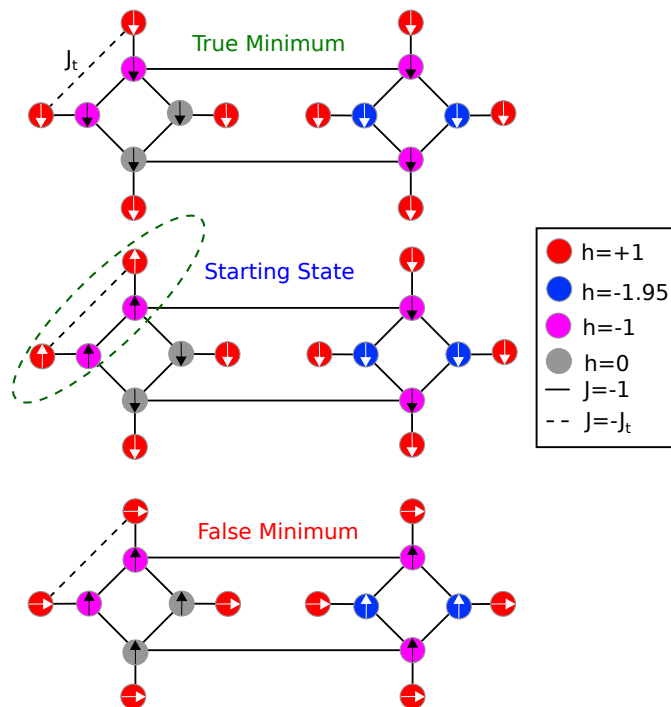 True Minimum
Jₜ
Starting State
h=+1
h=-1.95
h=-1
h=0
J=-1
J=-Jₜ
False Minimum